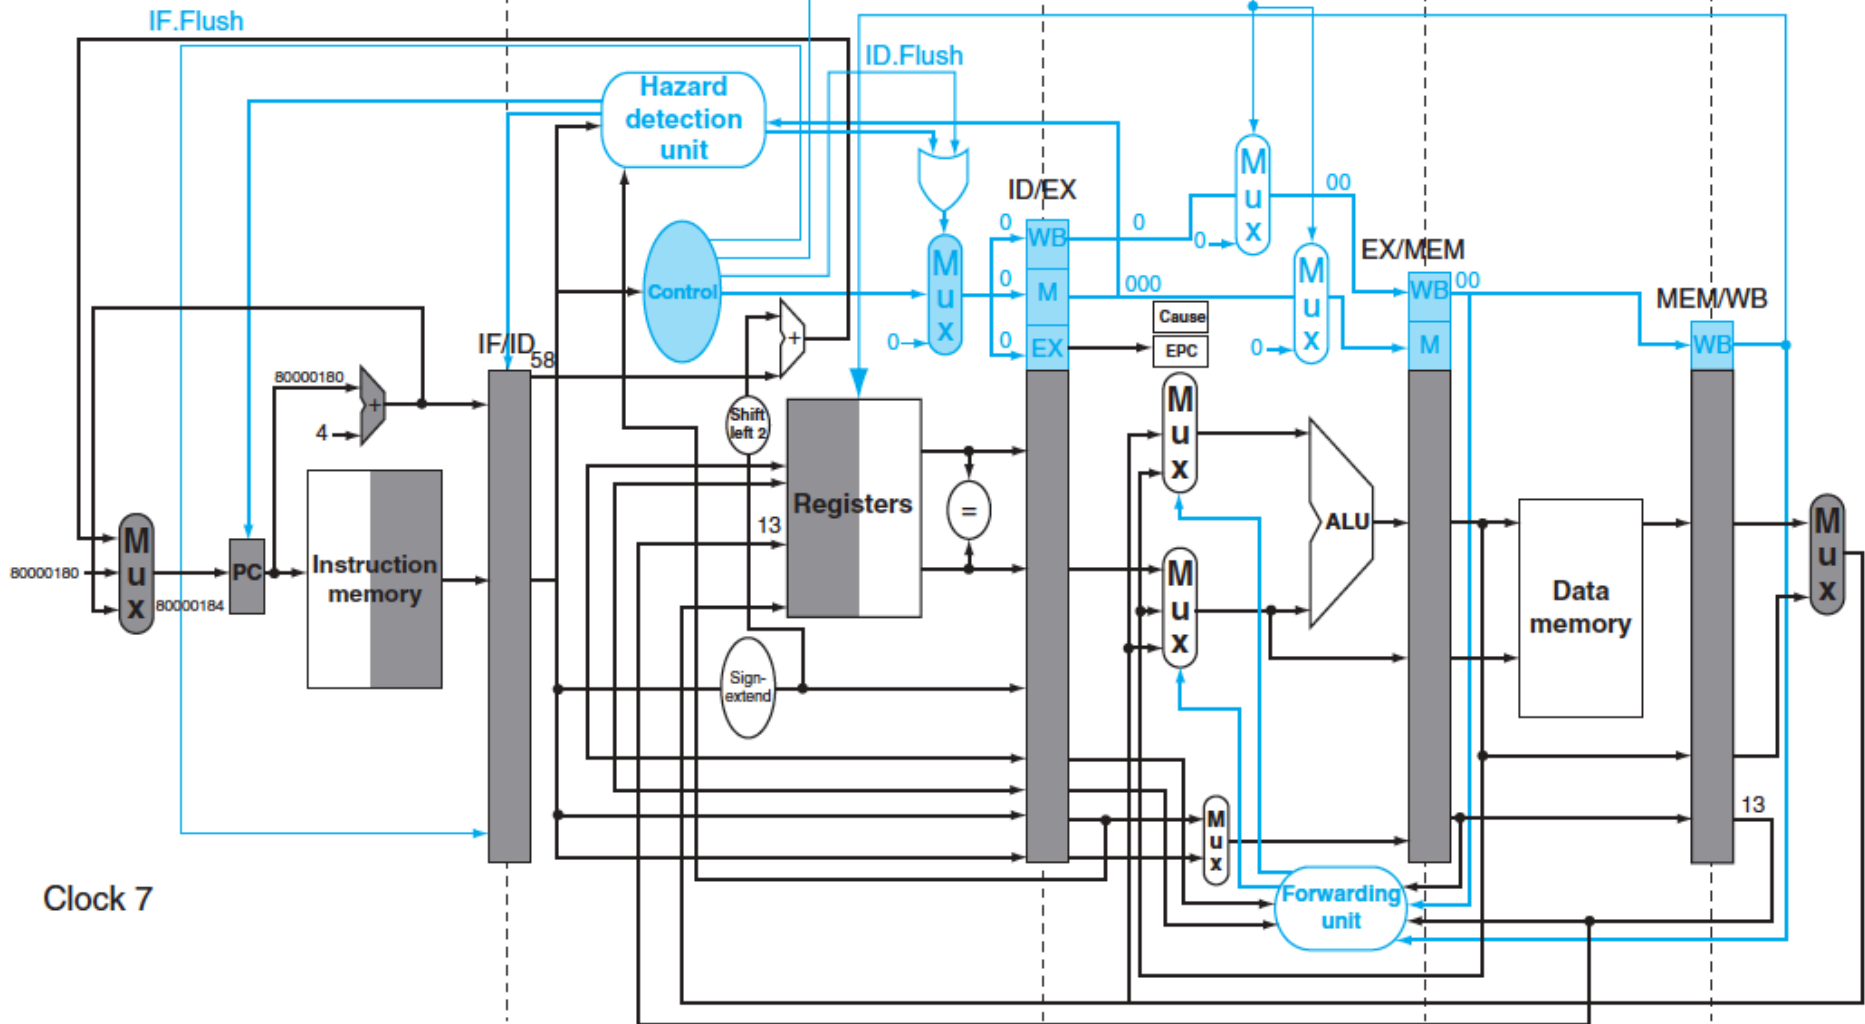 IF.Flush
ID.Flush
Hazard
detection
unit
M
u
x
00
0
ID/EX
0
WB
0
M
0
EX
0
000
Control
M
u
x
0
M
u
x
0
EX/MEM
WB
00
M
MEM/WB
WB
Cause
EPC
IF/ID
58
+
80000180
+
4
Shift
left 2
M
u
x
Registers
13
=
ALU
M
u
x
80000180
80000184
PC
Instruction
memory
M
u
x
Data
memory
M
u
x
Sign-
extend
M
u
x
13
Forwarding
unit
Clock 7